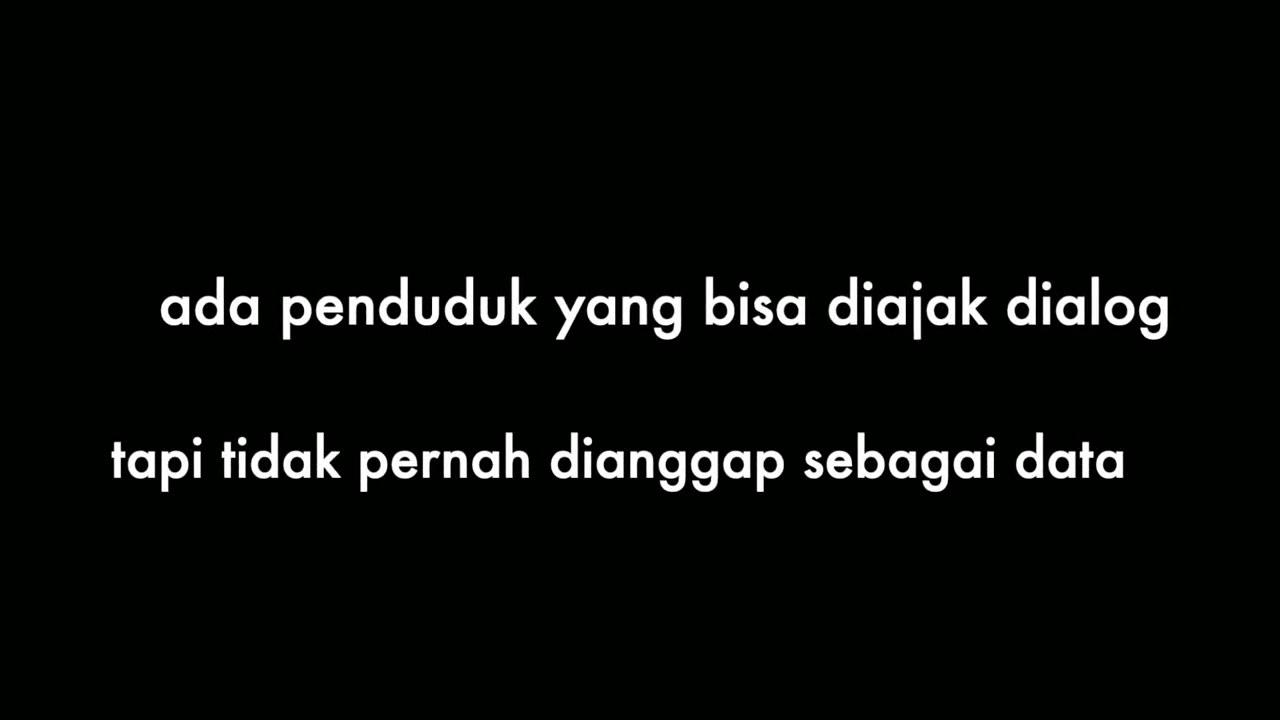 ada penduduk yang bisa diajak dialog
tapi tidak pernah dianggap sebagai data